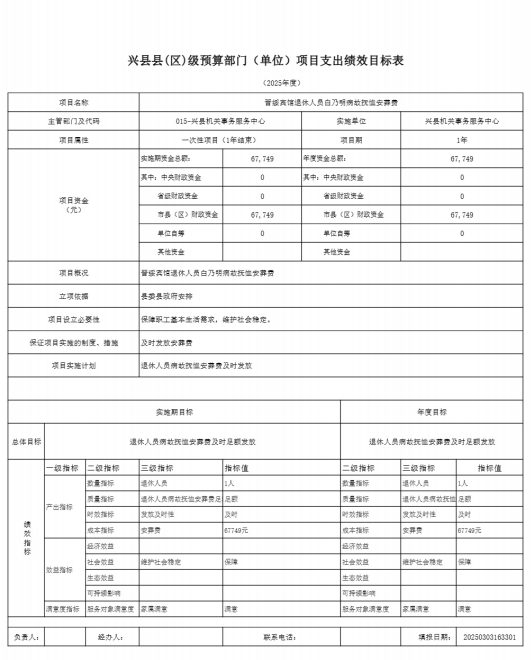 兴县县(区)级预算部门（单位）项目支出绩效目标表
（2025年度）
项目名称 晋绥宾馆退休人员白乃明病故抚恤安葬费
主管部门及代码 015-兴县机关事务服务中心 实施单位 兴县机关事务服务中心
项目属性 一次性项目（1年结束） 项目期 1年
项目资金（元） 实施期资金总额： 67,749 年度资金总额： 67,749
其中：中央财政资金 0 其中：中央财政资金 0
省级财政资金 0 省级财政资金 0
市县（区）财政资金 67,749 市县（区）财政资金 67,749
单位自筹 0 单位自筹 0
其他资金 其他资金
项目概况 晋绥宾馆退休人员白乃明病故抚恤安葬费
立项依据 县委县政府安排
项目设立必要性 保障职工基本生活需求，维护社会稳定。
保证项目实施的制度、措施 及时发放安葬费
项目实施计划 退休人员病故抚恤安葬费及时发放
实施期目标 年度目标
总体目标 退休人员病故抚恤安葬费及时足额发放 退休人员病故抚恤安葬费及时足额发放
绩效指标 一级指标 二级指标 三级指标 指标值 二级指标 三级指标 指标值
产出指标 数量指标 退休人员 1人 数量指标 退休人员 1人
质量指标 退休人员病故抚恤安葬费足 足额 质量指标 退休人员病故抚恤 足额
时效指标 发放及时性 及时 时效指标 发放及时性 及时
成本指标 安葬费 67749元 成本指标 安葬费 67749元
效益指标 经济效益 经济效益
社会效益 维护社会稳定 保障 社会效益 维护社会稳定 保障
生态效益 生态效益
可持续影响 可持续影响
满意度指标 服务对象满意度 家属满意 满意 服务对象满意度 家属满意 满意
负责人： 经办人： 联系电话： 填报日期： 20250303163301